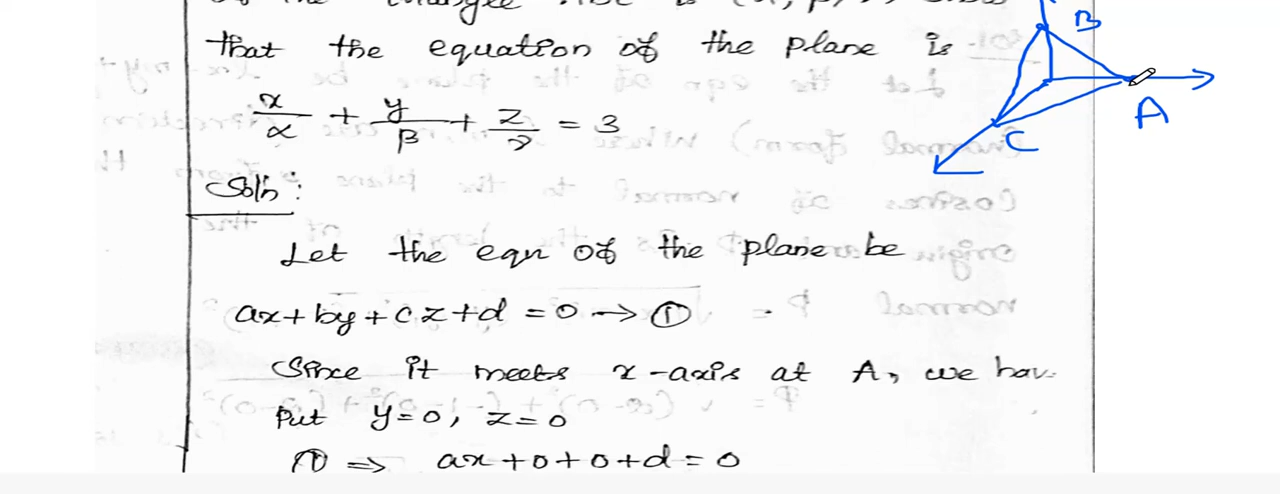 that the equation of the plane is
x/α + y/β + z/γ = 3
Soln:
Let the eqn of the plane be
ax + by + cz + d = 0 → ①
Since it meets x-axis at A, we hav
Put y = 0, z = 0
① ⇒ ax + 0 + 0 + d = 0
B
A
C